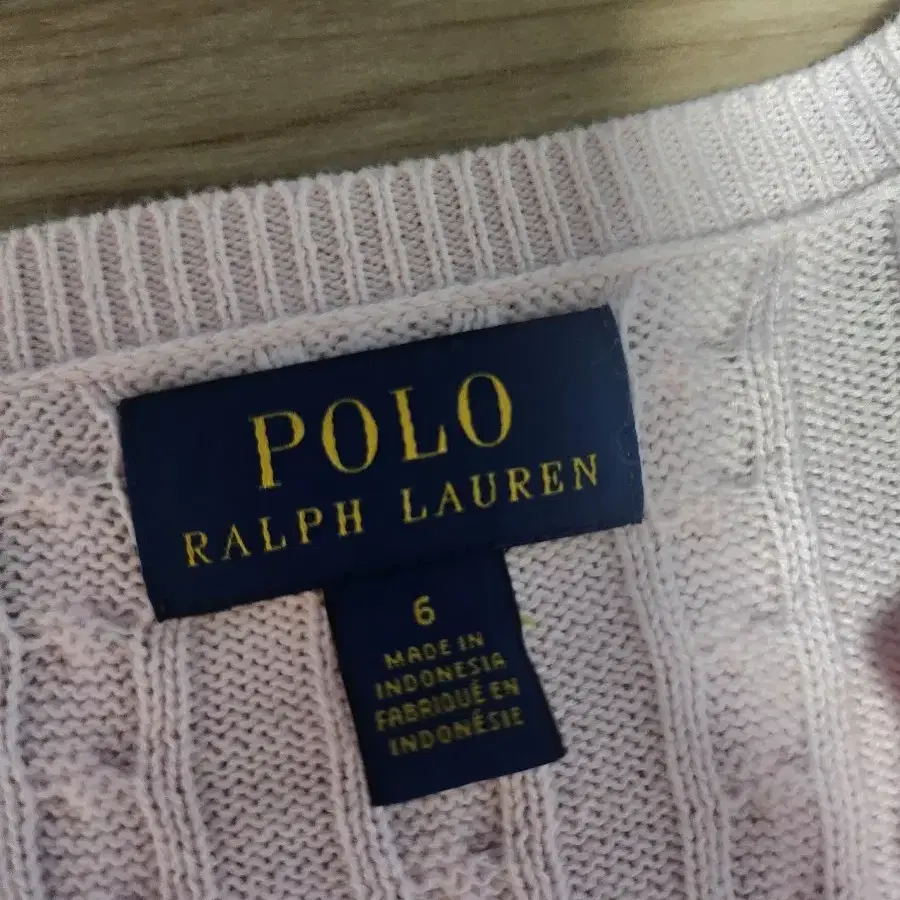 POLO
RALPH LAUREN
6
MADE IN
INDONESIA
FABRIQUÉ EN
INDONÉSIE